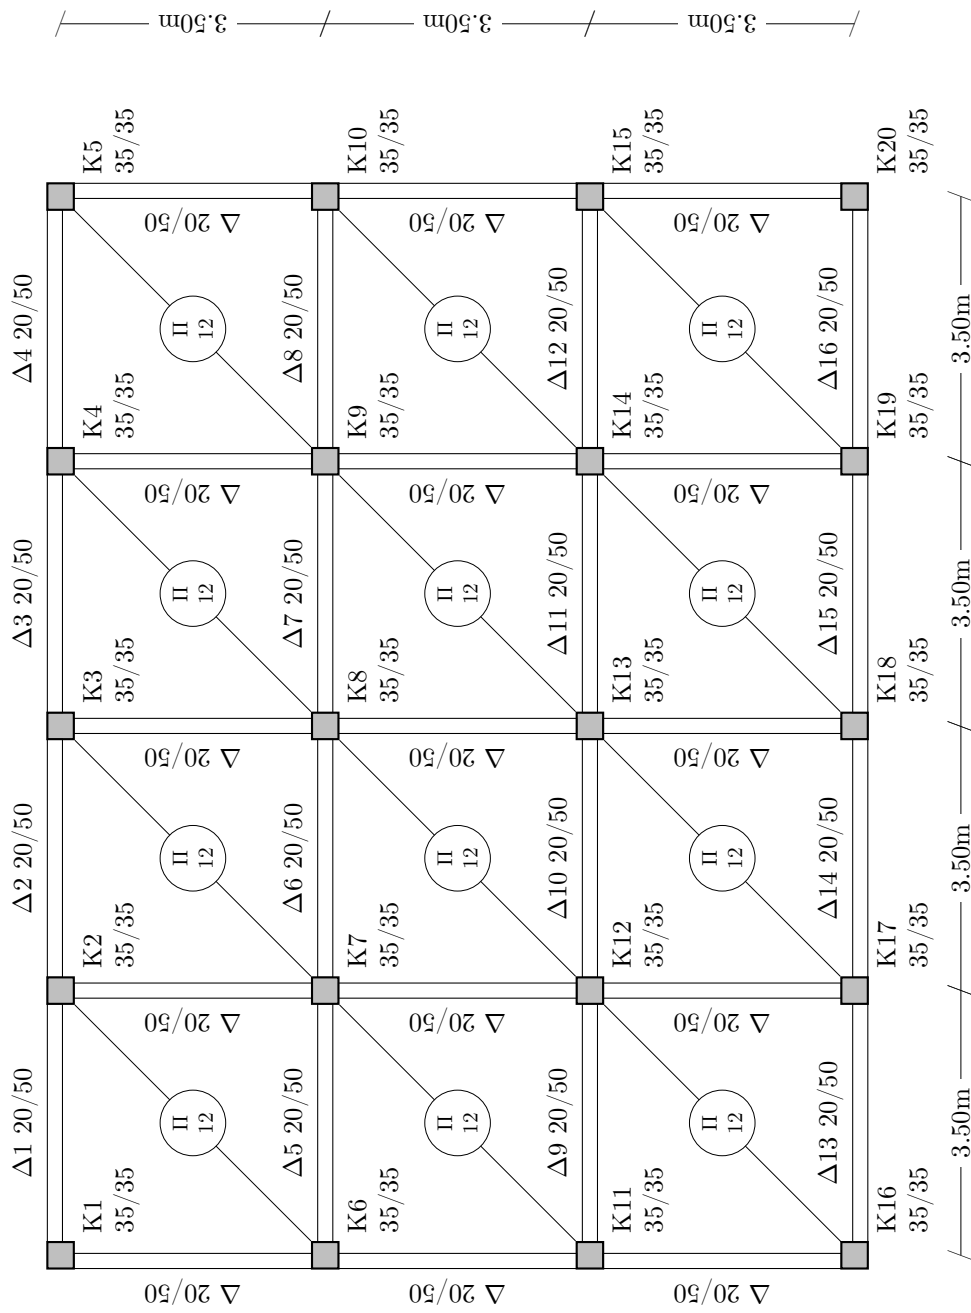 Δ1 20/50
Δ2 20/50
Δ3 20/50
Δ4 20/50
K1
35/35
K2
35/35
K3
35/35
K4
35/35
K5
35/35
Δ 20/50
Π
12
Δ 20/50
Π
12
Δ 20/50
Π
12
Δ 20/50
Π
12
Δ 20/50
3.50m
Δ5 20/50
Δ6 20/50
Δ7 20/50
Δ8 20/50
K6
35/35
K7
35/35
K8
35/35
K9
35/35
K10
35/35
Δ 20/50
Π
12
Δ 20/50
Π
12
Δ 20/50
Π
12
Δ 20/50
Π
12
Δ 20/50
3.50m
Δ9 20/50
Δ10 20/50
Δ11 20/50
Δ12 20/50
K11
35/35
K12
35/35
K13
35/35
K14
35/35
K15
35/35
Δ 20/50
Π
12
Δ 20/50
Π
12
Δ 20/50
Π
12
Δ 20/50
Π
12
Δ 20/50
3.50m
Δ13 20/50
Δ14 20/50
Δ15 20/50
Δ16 20/50
K16
35/35
K17
35/35
K18
35/35
K19
35/35
K20
35/35
3.50m
3.50m
3.50m
3.50m